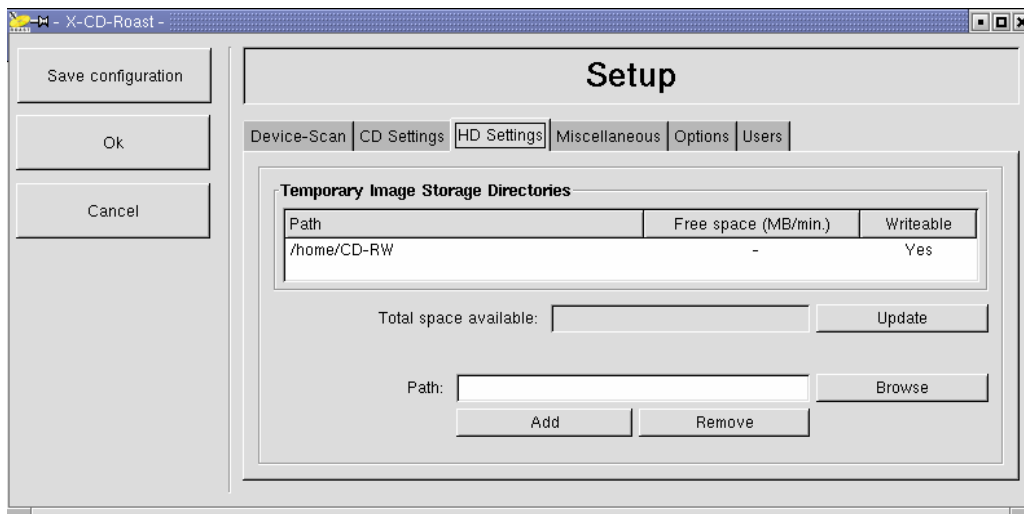 - X-CD-Roast -
Save configuration
Ok
Cancel
Setup
Device-Scan CD Settings HD Settings Miscellaneous Options Users
Temporary Image Storage Directories
Path Free space (MB/min.) Writeable
/home/CD-RW - Yes
Total space available: Update
Path: Browse
Add Remove